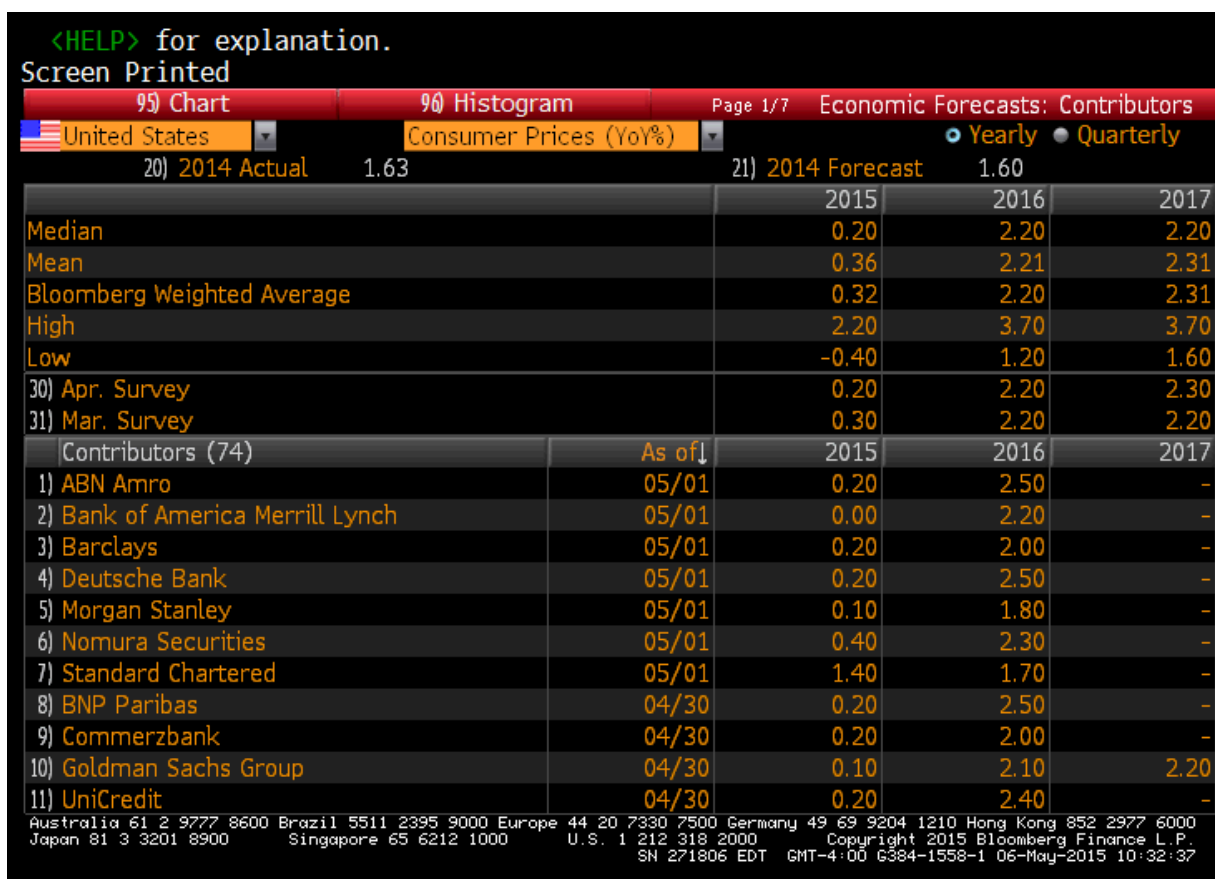 <HELP> for explanation.
Screen Printed
95) Chart 96) Histogram Page 1/7 Economic Forecasts: Contributors
United States Consumer Prices (YoY%) Yearly Quarterly
20) 2014 Actual 1.63 21) 2014 Forecast 1.60
2015 2016 2017
Median 0.20 2.20 2.20
Mean 0.36 2.21 2.31
Bloomberg Weighted Average 0.32 2.20 2.31
High 2.20 3.70 3.70
Low -0.40 1.20 1.60
30) Apr. Survey 0.20 2.20 2.30
31) Mar. Survey 0.30 2.20 2.20
Contributors (74) As of↓ 2015 2016 2017
1) ABN Amro 05/01 0.20 2.50 -
2) Bank of America Merrill Lynch 05/01 0.00 2.20 -
3) Barclays 05/01 0.20 2.00 -
4) Deutsche Bank 05/01 0.20 2.50 -
5) Morgan Stanley 05/01 0.10 1.80 -
6) Nomura Securities 05/01 0.40 2.30 -
7) Standard Chartered 05/01 1.40 1.70 -
8) BNP Paribas 04/30 0.20 2.50 -
9) Commerzbank 04/30 0.20 2.00 -
10) Goldman Sachs Group 04/30 0.10 2.10 2.20
11) UniCredit 04/30 0.20 2.40 -
Australia 61 2 9777 8600 Brazil 5511 2395 9000 Europe 44 20 7330 7500 Germany 49 69 9204 1210 Hong Kong 852 2977 6000
Japan 81 3 3201 8900 Singapore 65 6212 1000 U.S. 1 212 318 2000 Copyright 2015 Bloomberg Finance L.P.
SN 271806 EDT GMT-4:00 G384-1558-1 06-May-2015 10:32:37